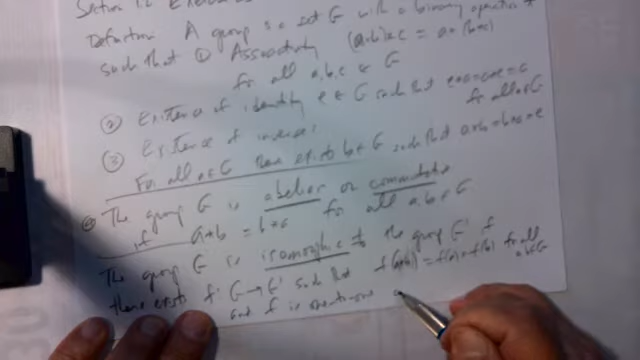 Section 1.2
Definition A group is a set G with a binary operation *
such that ① Associativity (a*b)*c = a*(b*c)
for all a,b,c ∈ G
② Existence of identity e ∈ G such that e*a=a*e=a
for all a∈G
③ Existence of inverses
For all a∈G there exists b∈G such that a*b=b*a=e
The group G is abelian or commutative
if a*b = b*a for all a,b∈G
The group G is isomorphic to the group G' if
there exists f: G→G' such that f(a*b) = f(a)*f(b) for all a,b∈G
and f is one-to-one